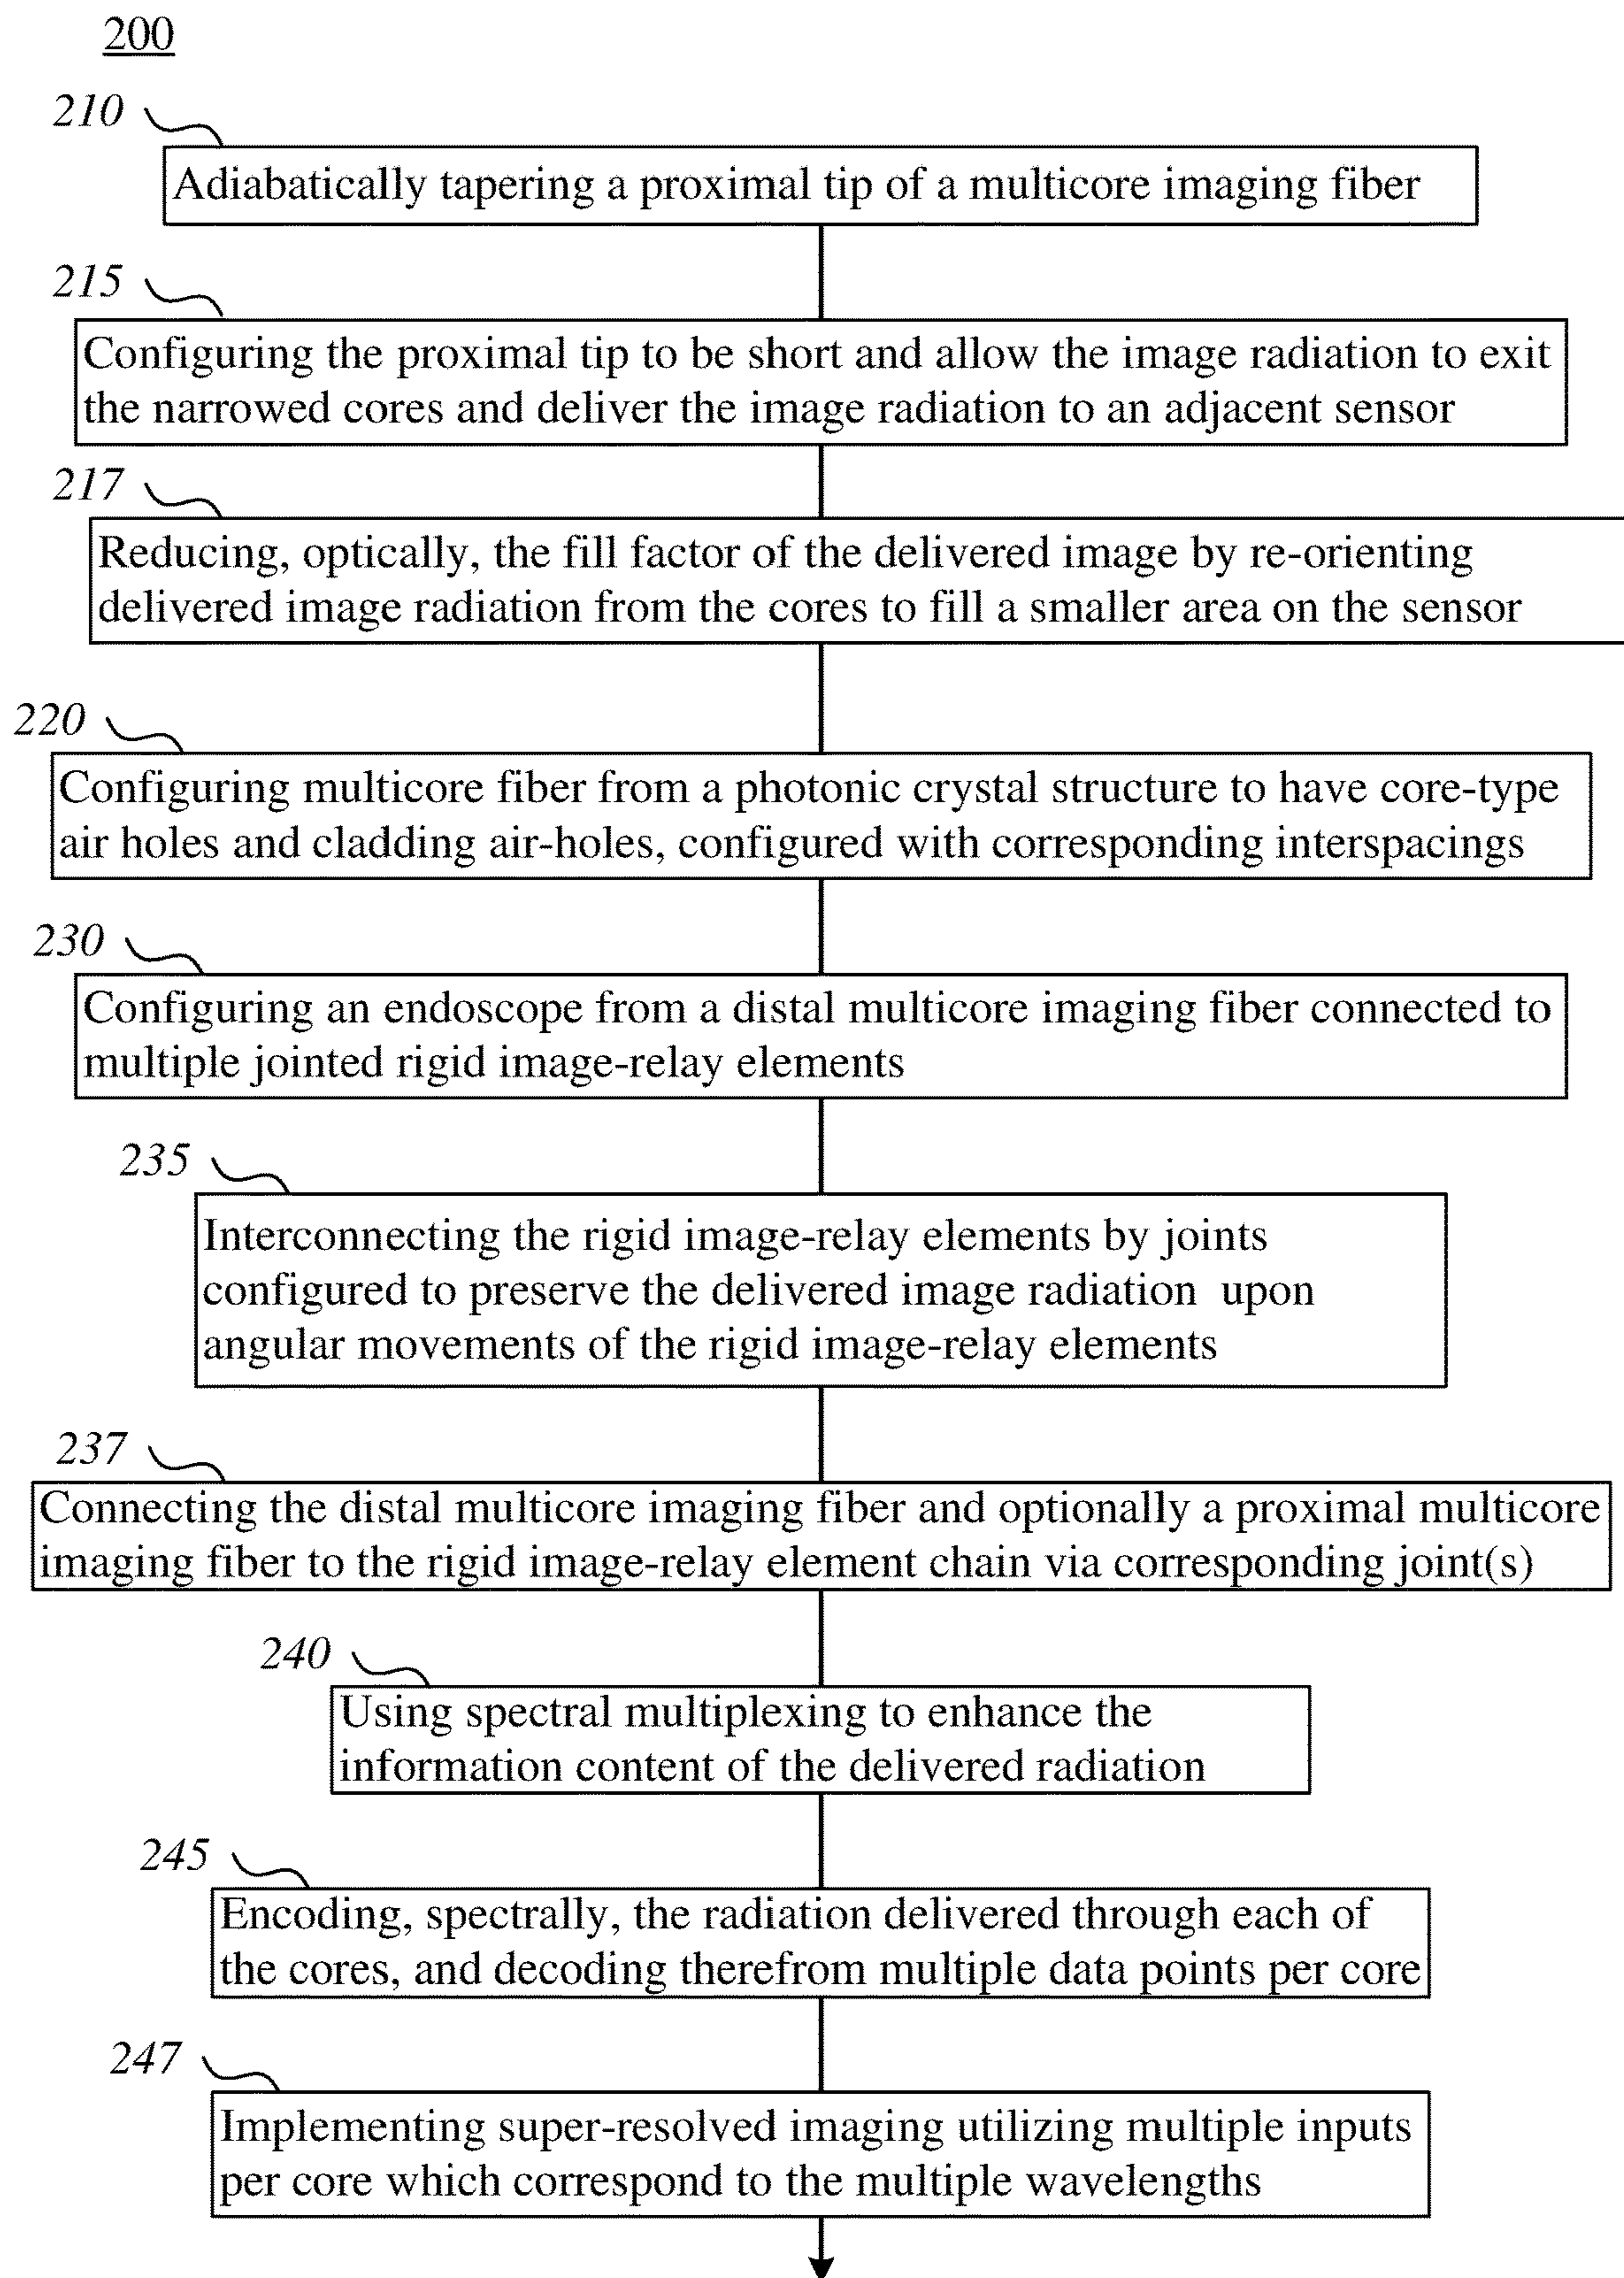 200
210
Adiabatically tapering a proximal tip of a multicore imaging fiber
215
Configuring the proximal tip to be short and allow the image radiation to exit
the narrowed cores and deliver the image radiation to an adjacent sensor
217
Reducing, optically, the fill factor of the delivered image by re-orienting
delivered image radiation from the cores to fill a smaller area on the sensor
220
Configuring multicore fiber from a photonic crystal structure to have core-type
air holes and cladding air-holes, configured with corresponding interspacings
230
Configuring an endoscope from a distal multicore imaging fiber connected to
multiple jointed rigid image-relay elements
235
Interconnecting the rigid image-relay elements by joints
configured to preserve the delivered image radiation upon
angular movements of the rigid image-relay elements
237
Connecting the distal multicore imaging fiber and optionally a proximal multicore
imaging fiber to the rigid image-relay element chain via corresponding joint(s)
240
Using spectral multiplexing to enhance the
information content of the delivered radiation
245
Encoding, spectrally, the radiation delivered through each of
the cores, and decoding therefrom multiple data points per core
247
Implementing super-resolved imaging utilizing multiple inputs
per core which correspond to the multiple wavelengths